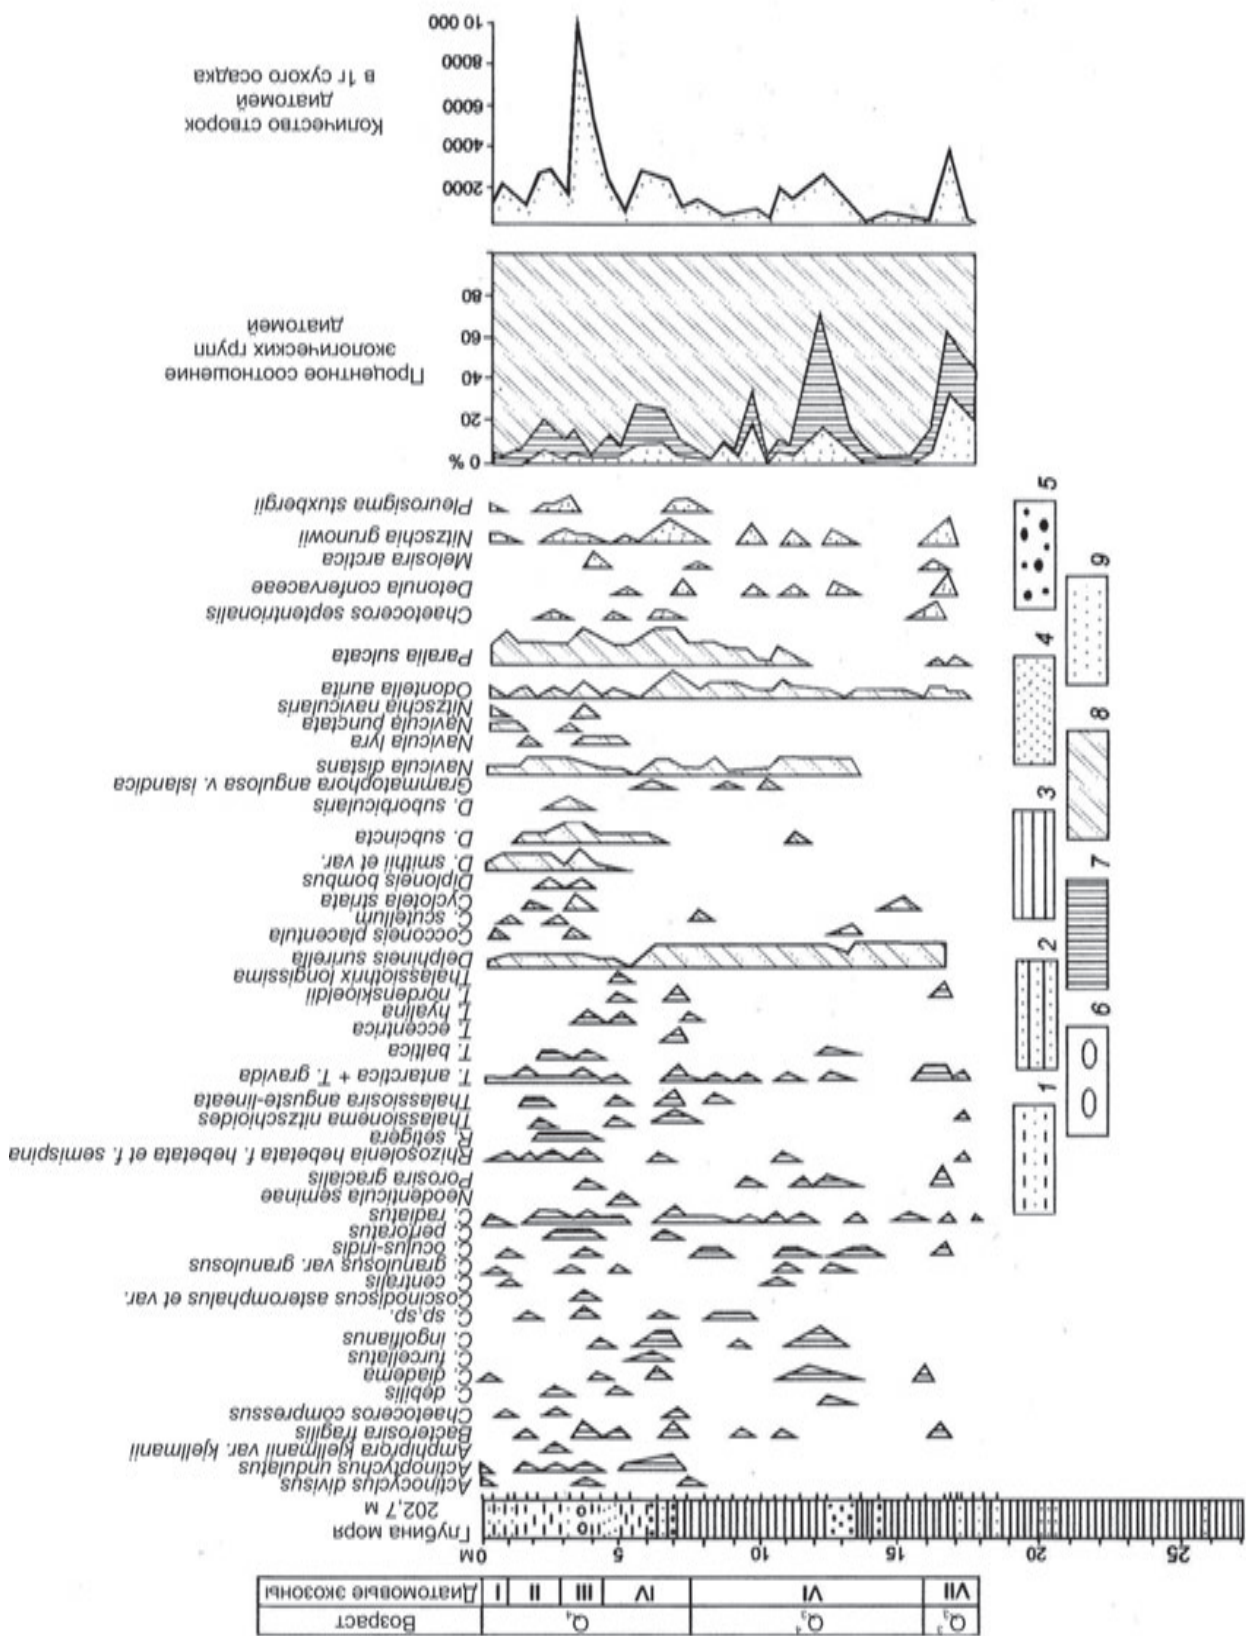 Q₃³ Q₃⁴ Q₄ Возраст
VII VI IV III II I Диатомовые экозоны
25 20 15 10 5 0м
Глубина моря
202,7 м
Actinocyclus divisus
Actinoptychus undulatus
Amphiprora kjellmanii var. kjellmanii
Bacterosira fragilis
Chaetoceros compressus
C. debilis
C. diadema
C. furcellatus
C. ingolfianus
C. sp,sp.
Coscinodiscus asteromphalus et var.
C. centralis
C. granulosus var. granulosus
C. oculus-iridis
C. perforatus
C. radiatus
Neodenticula seminae
Porosira gracialis
Rhizosolenia hebetata f. hebetata et f. semispina
R. setigera
Thalassionema nitzschioides
Thalassiosira anguste-lineata
T. antarctica + T. gravida
T. baltica
T. eccentrica
T. hyalina
T. nordenskioeldii
Thalassiothrix longissima
Delphineis surirella
Cocconeis placentula
C. scutellum
Cyclotela striata
Diploneis bombus
D. smithii et var.
D. subcincta
D. suborbicularis
Grammatophora angulosa v. islandica
Navicula distans
Navicula lyra
Navicula punctata
Nitzschia navicularis
Odontella aurita
Paralia sulcata
Chaetoceros septentrionalis
Detonula confervaceae
Melosira arctica
Nitzschia grunowii
Pleurosigma stuxbergii
1
2
3
4
5
6
7
8
9
Процентное соотношение
экологических групп
диатомей
0 %
20
40
60
80
Количество створок
диатомей
в 1г сухого осадка
2000
4000
6000
8000
10 000